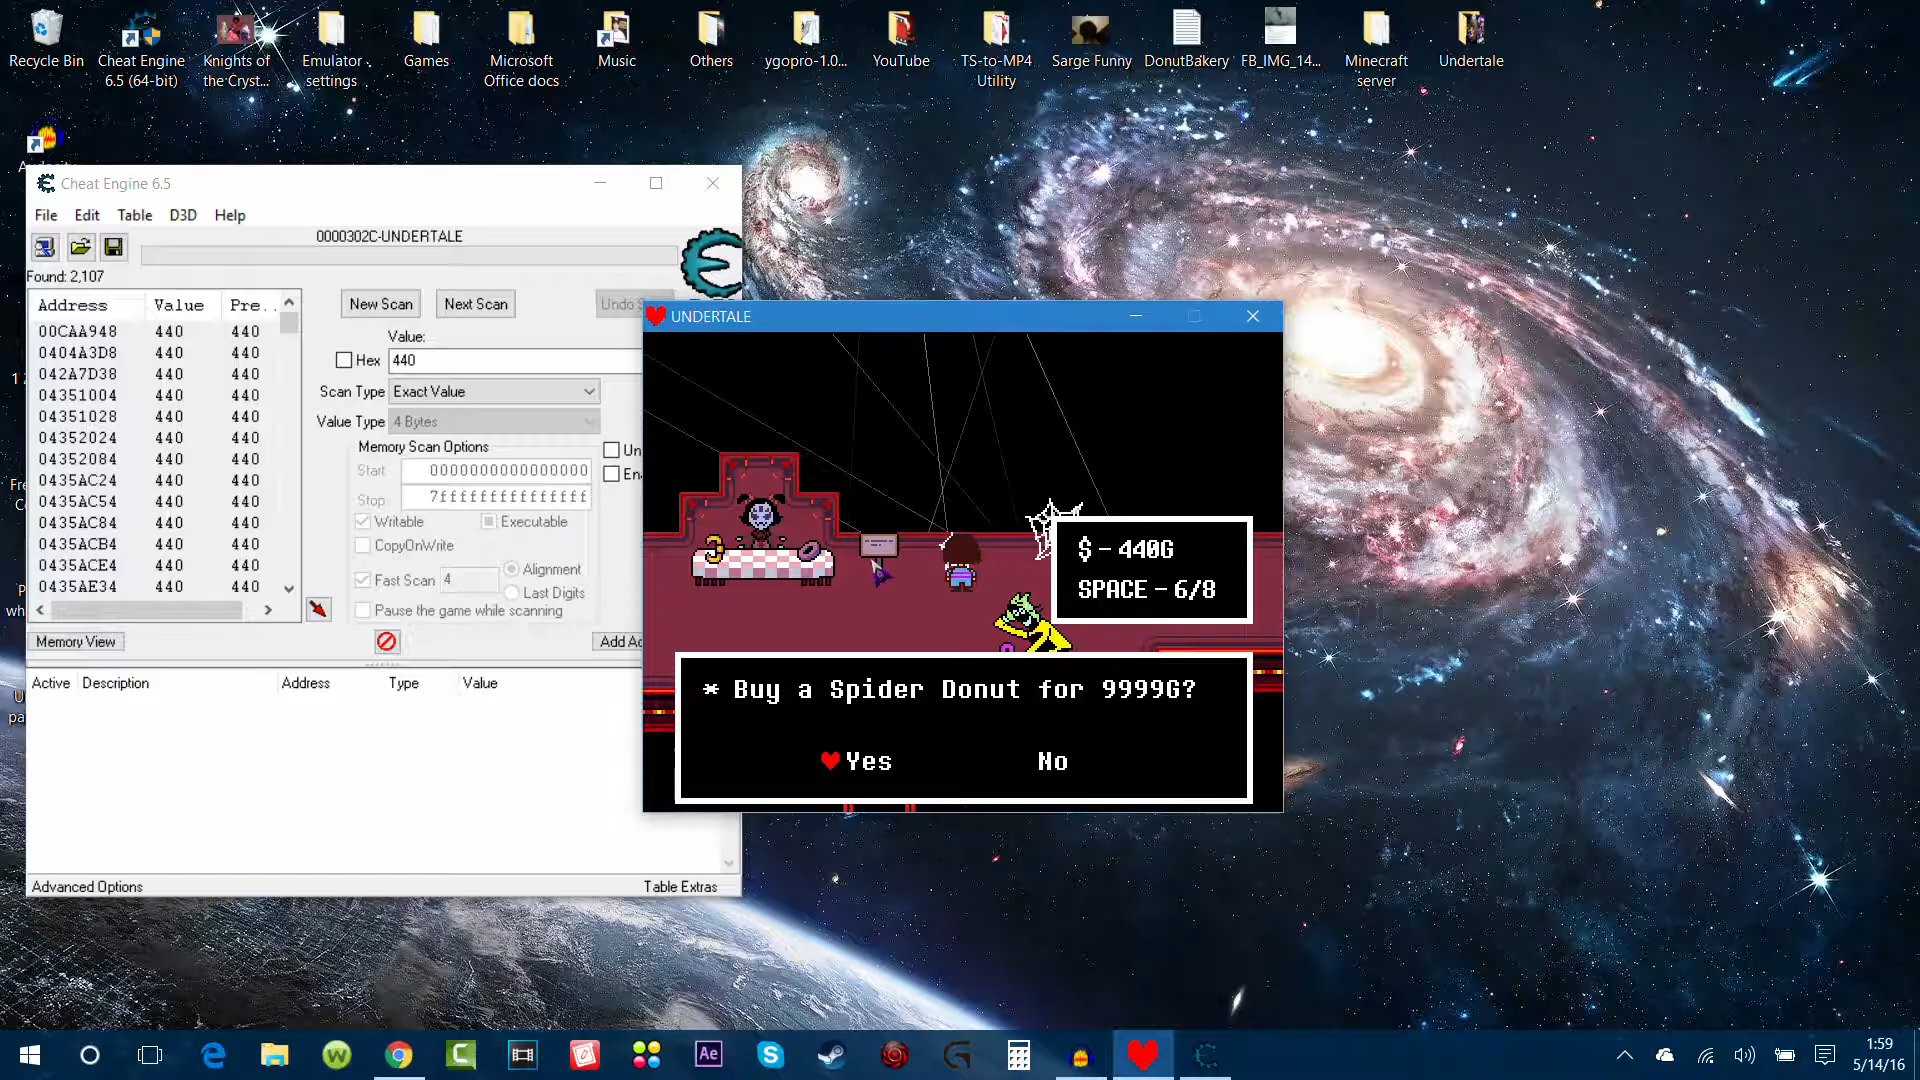 Recycle Bin
Cheat Engine
6.5 (64-bit)
Knights of
the Cryst...
Emulator
settings
Games
Microsoft
Office docs
Music
Others
ygopro-1.0...
YouTube
TS-to-MP4
Utility
Sarge Funny
DonutBakery
FB_IMG_14...
Minecraft
server
Undertale
Cheat Engine 6.5
File Edit Table D3D Help
0000302C-UNDERTALE
Found: 2,107
Address Value Pre..
00CAA948 440 440
0404A3D8 440 440
042A7D38 440 440
04351004 440 440
04351028 440 440
04352024 440 440
04352084 440 440
0435AC24 440 440
0435AC54 440 440
0435AC84 440 440
0435ACB4 440 440
0435ACE4 440 440
0435AE34 440 440
New Scan Next Scan Undo S
Value:
Hex 440
Scan Type Exact Value
Value Type 4 Bytes
Memory Scan Options
Start 0000000000000000
Stop 7fffffffffffffff
Writable Executable
CopyOnWrite
Fast Scan 4 Alignment
Last Digits
Pause the game while scanning
Un
En
Memory View
Add Ad
Active Description Address Type Value
Advanced Options Table Extras
UNDERTALE
$ - 440G
SPACE - 6/8
* Buy a Spider Donut for 9999G?
Yes No
Ae
1:59
5/14/16